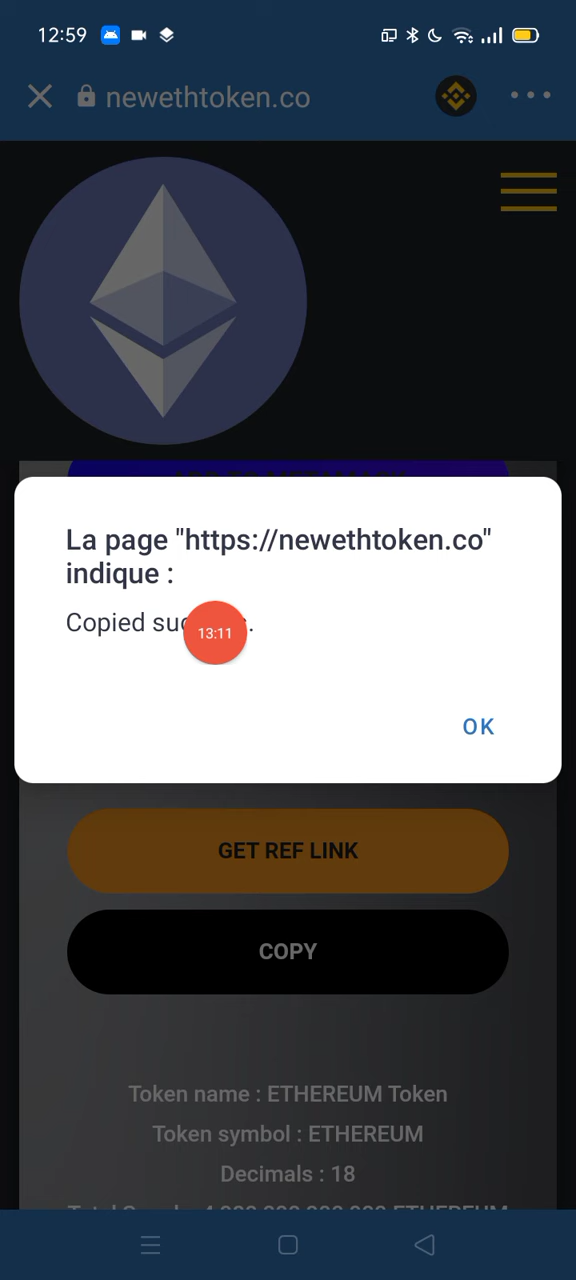 12:59
newethtoken.co
La page "https://newethtoken.co"
indique :
Copied
13:11
OK
GET REF LINK
COPY
Token name : ETHEREUM Token
Token symbol : ETHEREUM
Decimals : 18